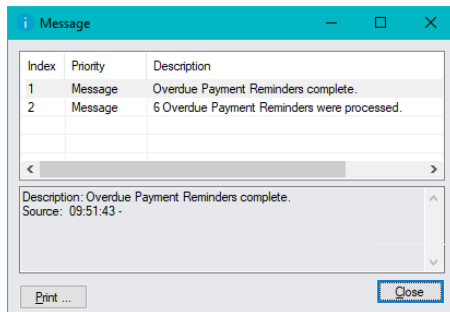 Message
Index Priority Description
1 Message Overdue Payment Reminders complete.
2 Message 6 Overdue Payment Reminders were processed.
Description: Overdue Payment Reminders complete.
Source: 09:51:43 -
Print ... Close